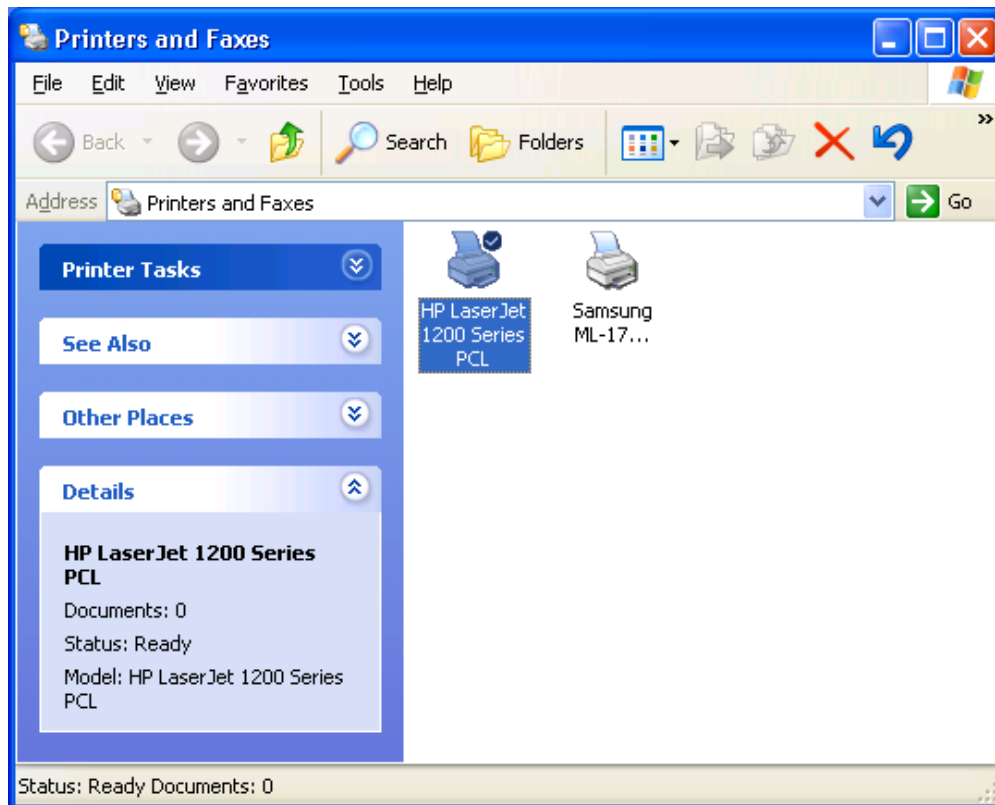 Printers and Faxes
File Edit View Favorites Tools Help
Back Search Folders »
Address Printers and Faxes Go
Printer Tasks
See Also
Other Places
Details
HP LaserJet 1200 Series
PCL
Documents: 0
Status: Ready
Model: HP LaserJet 1200 Series
PCL
HP LaserJet
1200 Series
PCL
Samsung
ML-17...
Status: Ready Documents: 0